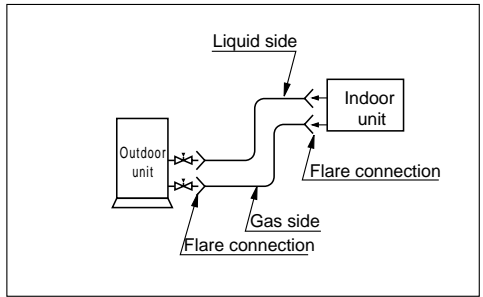 Liquid side
Indoor
unit
Outdoor
unit
Flare connection
Gas side
Flare connection